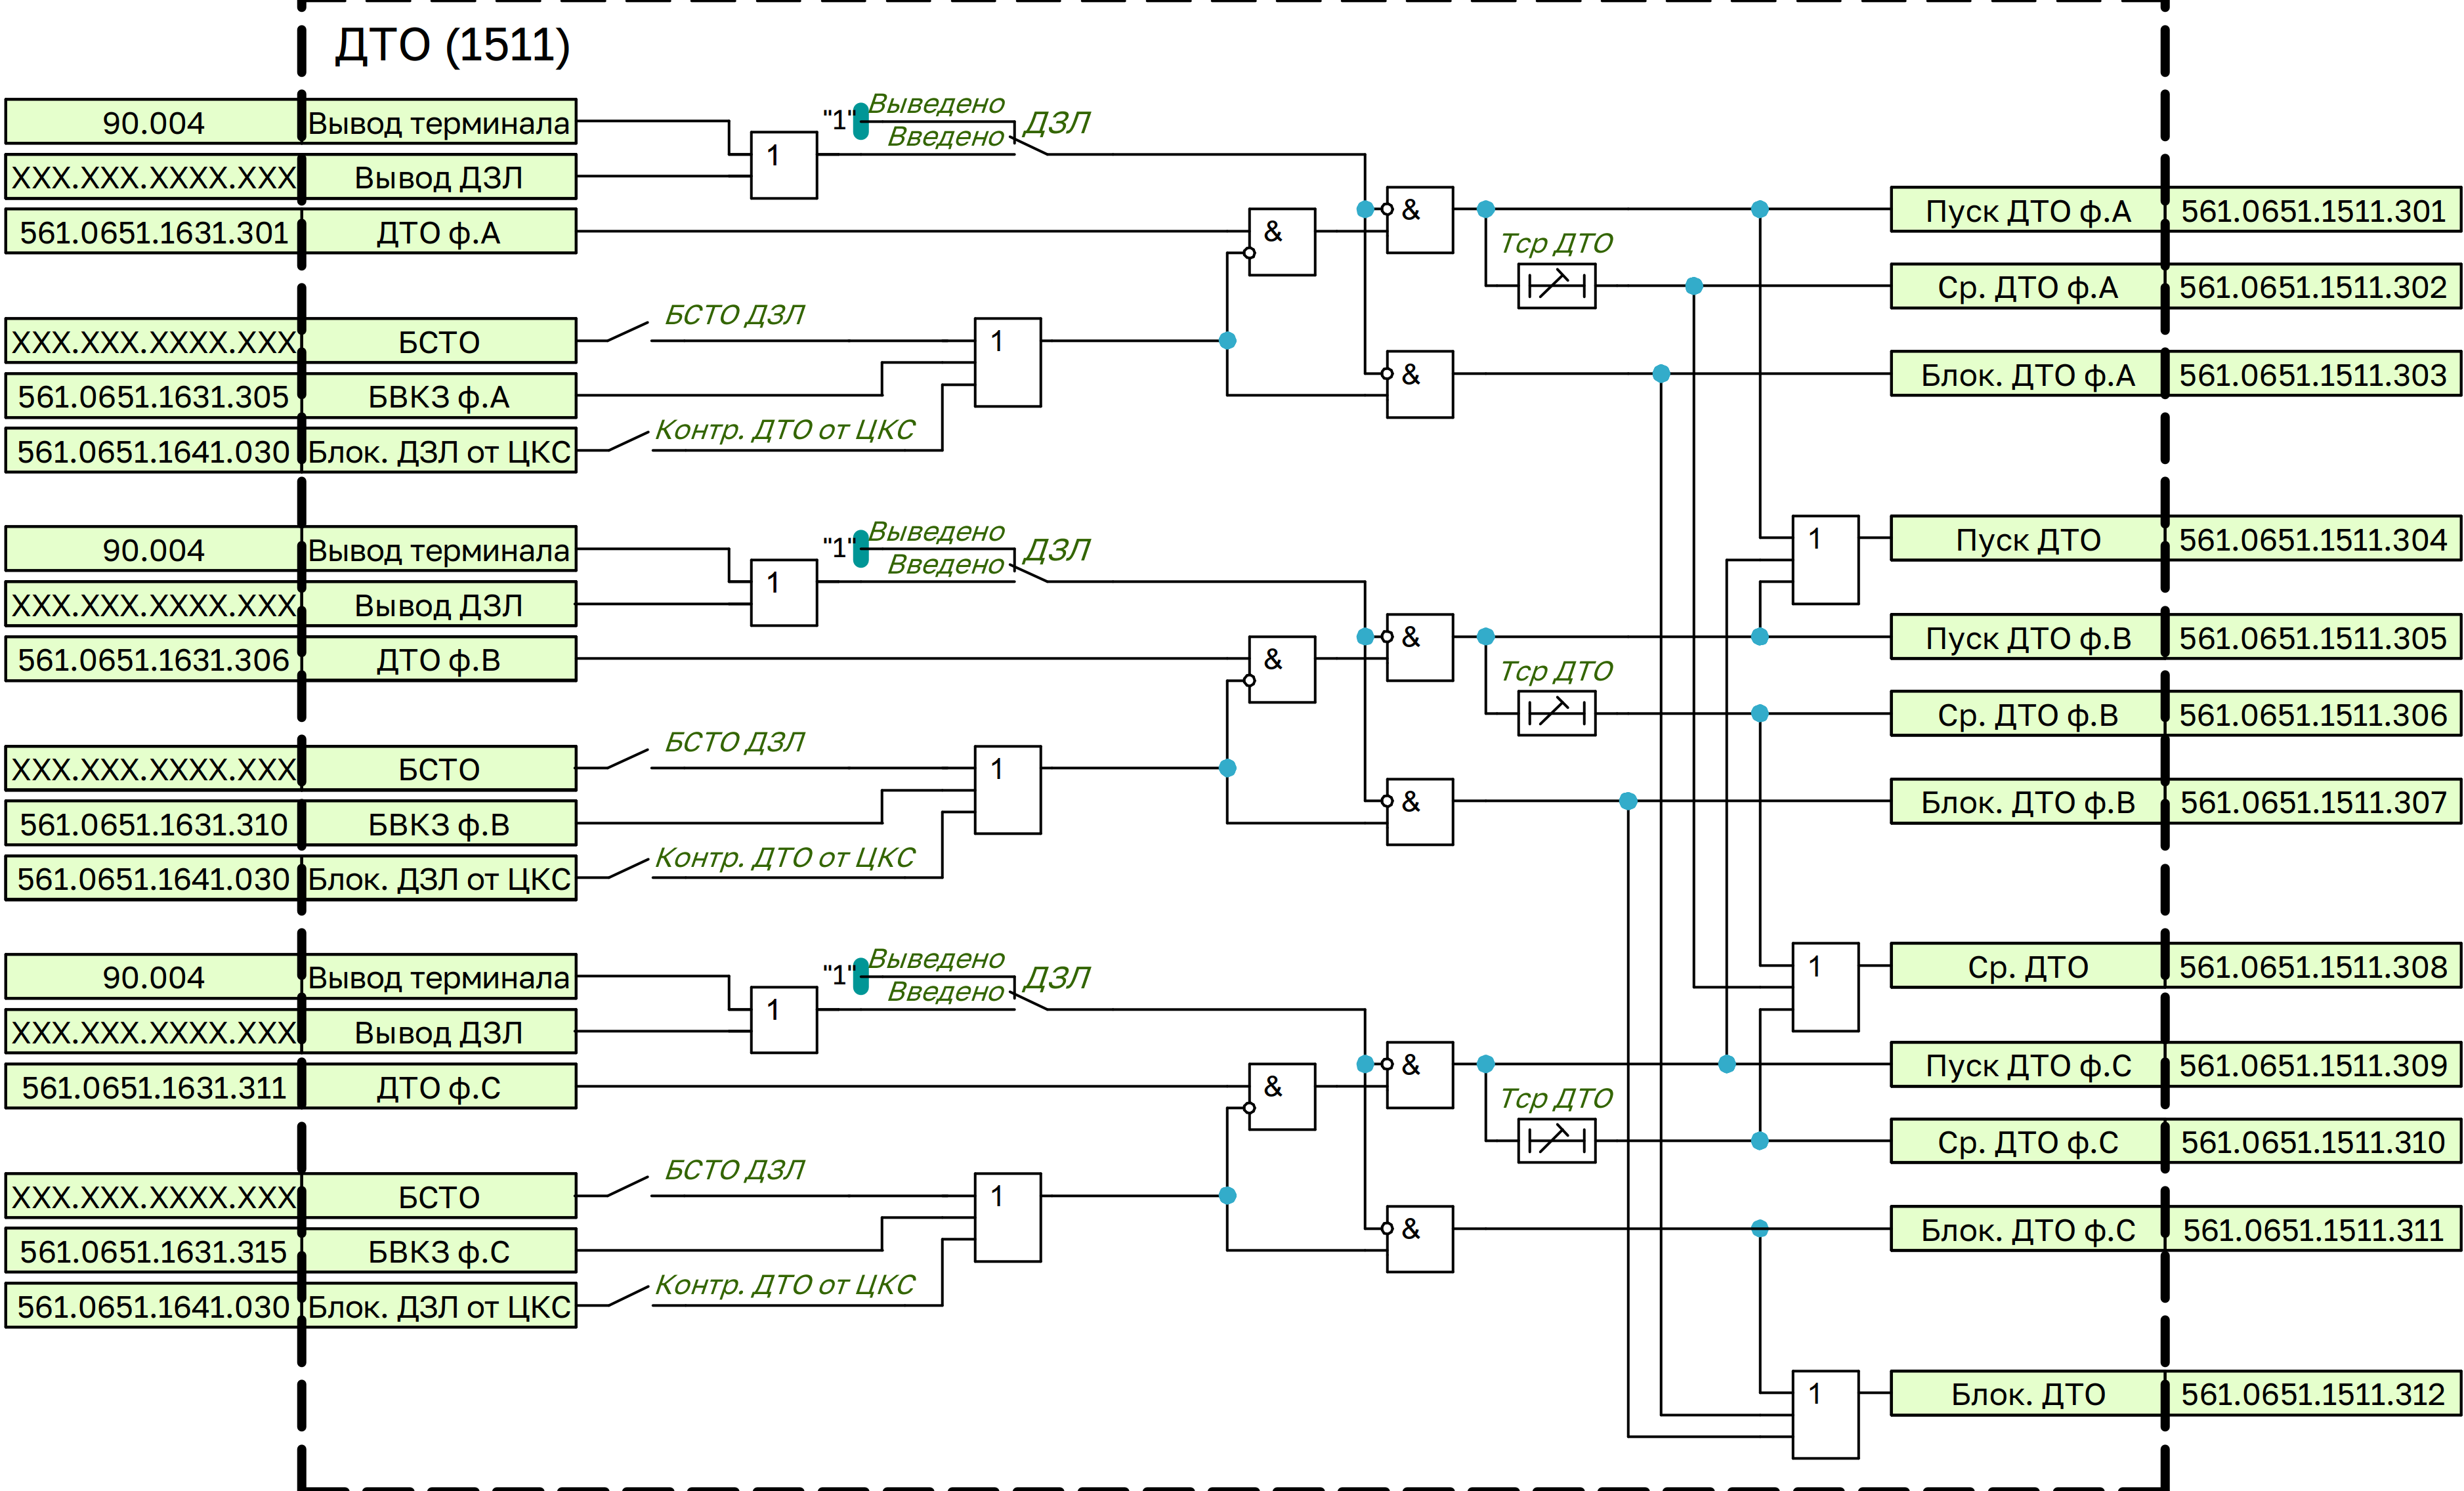 ДТО (1511)
90.004 Вывод терминала
"1" Выведено
Введено
ДЗЛ
1
XXX.XXX.XXXX.XXX Вывод ДЗЛ
561.0651.1631.301 ДТО ф.А
&
&
Пуск ДТО ф.А 561.0651.1511.301
Тср ДТО
Ср. ДТО ф.А 561.0651.1511.302
XXX.XXX.XXXX.XXX БСТО
БСТО ДЗЛ
1
561.0651.1631.305 БВКЗ ф.А
&
Блок. ДТО ф.А 561.0651.1511.303
561.0651.1641.030 Блок. ДЗЛ от ЦКС
Контр. ДТО от ЦКС
1
Пуск ДТО 561.0651.1511.304
90.004 Вывод терминала
"1" Выведено
Введено
ДЗЛ
1
XXX.XXX.XXXX.XXX Вывод ДЗЛ
561.0651.1631.306 ДТО ф.В
&
&
Пуск ДТО ф.В 561.0651.1511.305
Тср ДТО
Ср. ДТО ф.В 561.0651.1511.306
XXX.XXX.XXXX.XXX БСТО
БСТО ДЗЛ
1
561.0651.1631.310 БВКЗ ф.В
&
Блок. ДТО ф.В 561.0651.1511.307
561.0651.1641.030 Блок. ДЗЛ от ЦКС
Контр. ДТО от ЦКС
1
Ср. ДТО 561.0651.1511.308
90.004 Вывод терминала
"1" Выведено
Введено
ДЗЛ
1
XXX.XXX.XXXX.XXX Вывод ДЗЛ
561.0651.1631.311 ДТО ф.С
&
&
Пуск ДТО ф.С 561.0651.1511.309
Тср ДТО
Ср. ДТО ф.С 561.0651.1511.310
XXX.XXX.XXXX.XXX БСТО
БСТО ДЗЛ
1
561.0651.1631.315 БВКЗ ф.С
&
Блок. ДТО ф.С 561.0651.1511.311
561.0651.1641.030 Блок. ДЗЛ от ЦКС
Контр. ДТО от ЦКС
1
Блок. ДТО 561.0651.1511.312